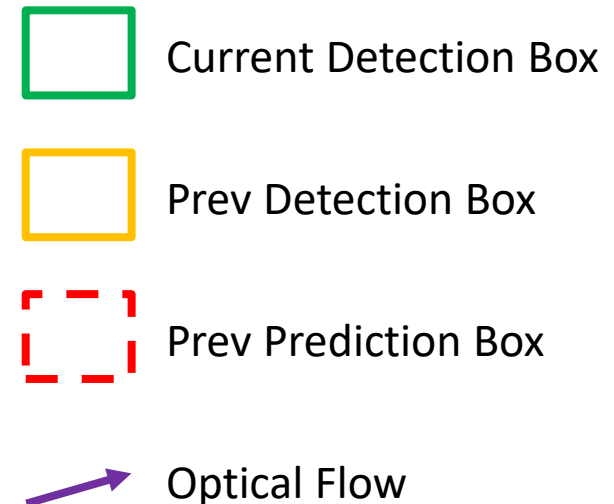 Current Detection Box
Prev Detection Box
Prev Prediction Box
Optical Flow